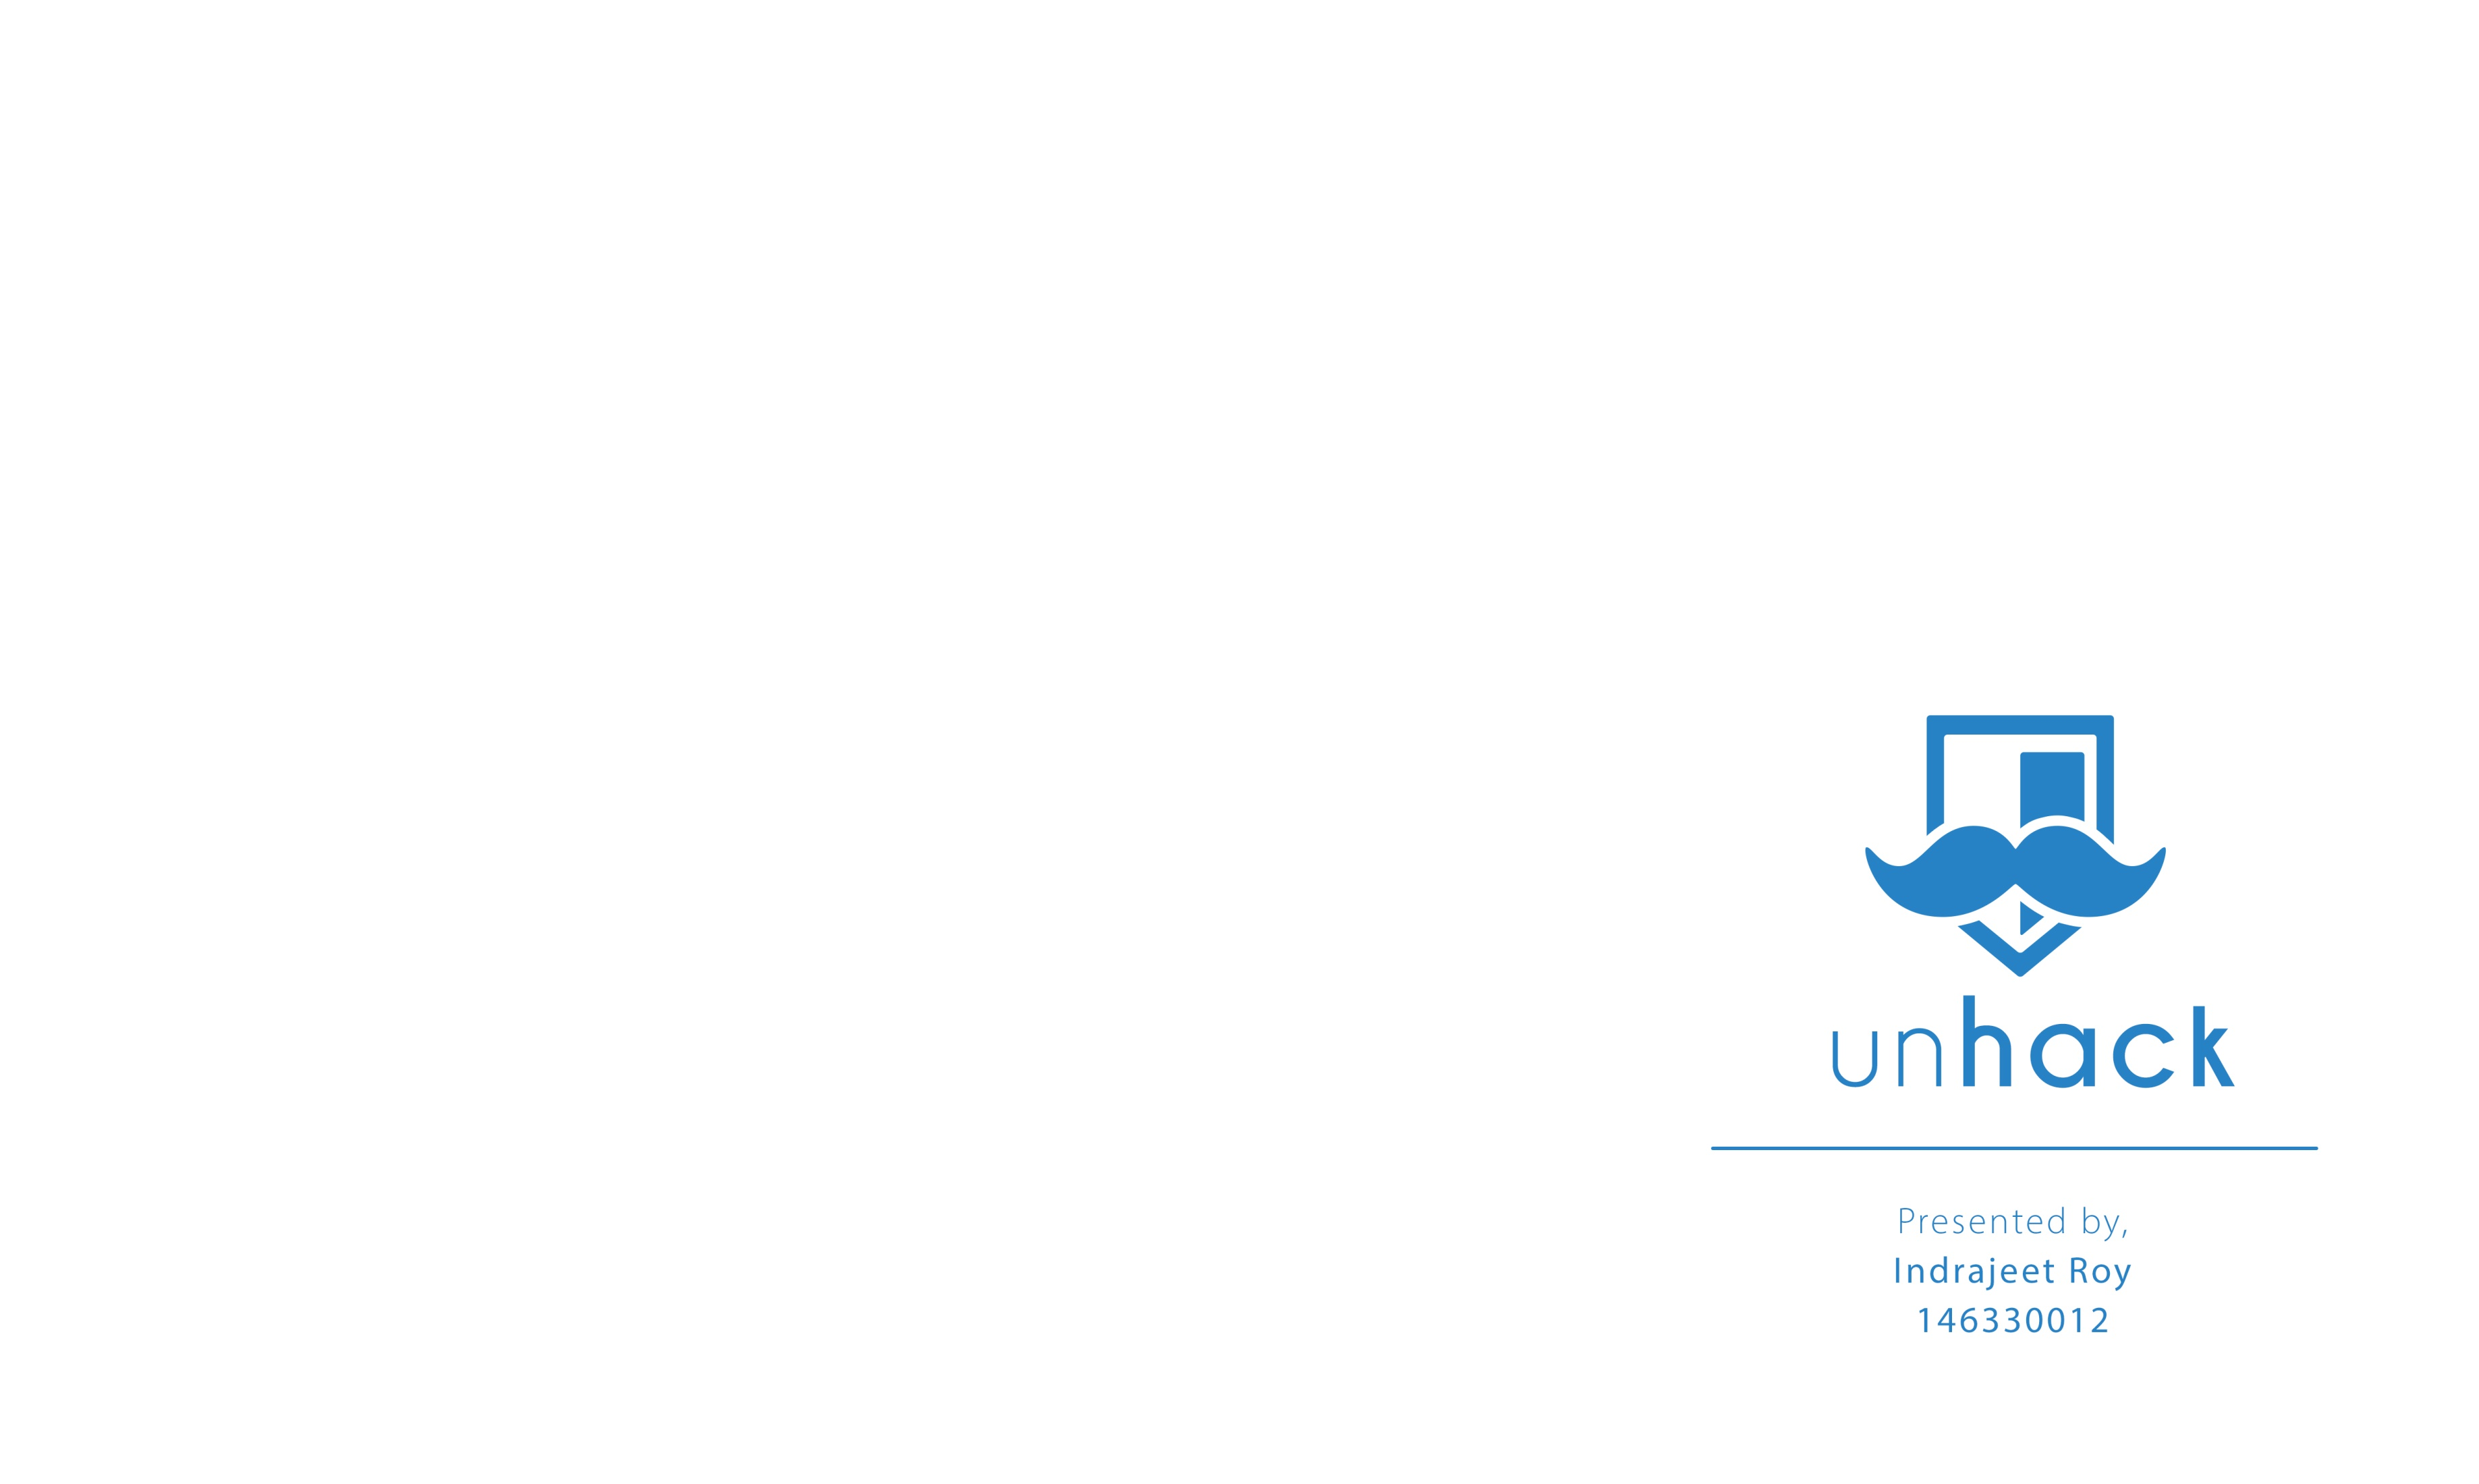 unhack
Presented by,
Indrajeet Roy
146330012